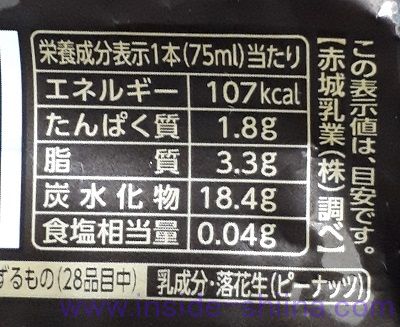 栄養成分表示1本(75ml)当たり
エネルギー 107kcal
たんぱく質 1.8g
脂質 3.3g
炭水化物 18.4g
食塩相当量 0.04g
この表示値は、目安です。
【赤城乳業(株)調べ】
ずるもの(28品目中) 乳成分・落花生(ピーナッツ)
www.inside-shuha.com